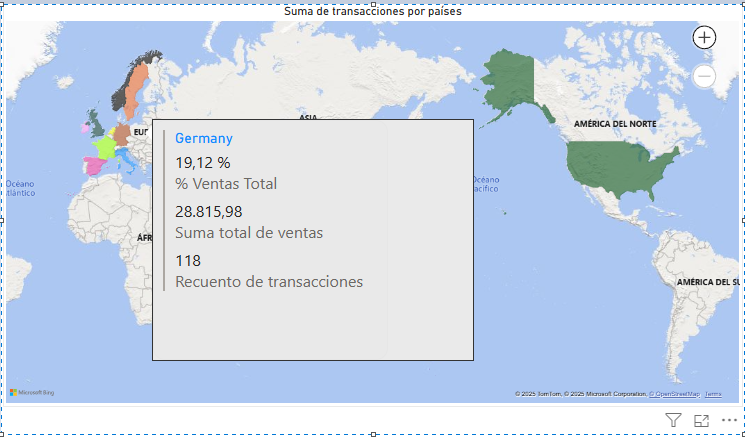 Suma de transacciones por países
ASIA
AMÉRICA DEL NORTE
EUR
Germany
19,12 %
% Ventas Total
Océano
Atlántico
28.815,98
Suma total de ventas
118
Recuento de transacciones
ÁFR
AMÉRICA DEL SU
Microsoft Bing
© 2025 TomTom, © 2025 Microsoft Corporation, © OpenStreetMap Terms